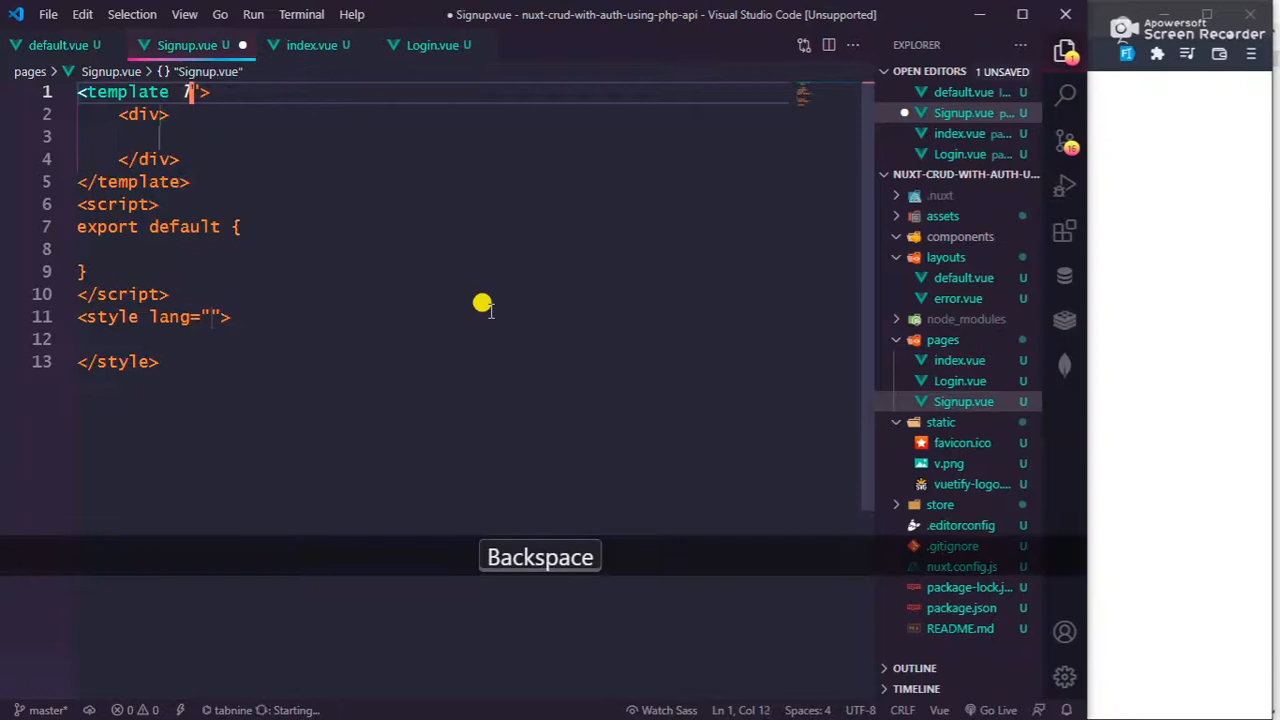 File Edit Selection View Go Run Terminal Help
● Signup.vue - nuxt-crud-with-auth-using-php-api - Visual Studio Code [Unsupported]
Apowersoft
Screen Recorder
default.vue U
Signup.vue U
index.vue U
Login.vue U
pages > Signup.vue > {} "Signup.vue"
1 <template l">
2 <div>
3
4 </div>
5 </template>
6 <script>
7 export default {
8
9 }
10 </script>
11 <style lang="">
12
13 </style>
Backspace
EXPLORER
OPEN EDITORS 1 UNSAVED
default.vue l... U
Signup.vue p... U
index.vue pa... U
Login.vue pa... U
NUXT-CRUD-WITH-AUTH-U...
.nuxt
assets
components
layouts
default.vue U
error.vue U
node_modules
pages
index.vue U
Login.vue U
Signup.vue U
static
favicon.ico U
v.png U
vuetify-logo.... U
store
.editorconfig U
.gitignore U
nuxt.config.js U
package-lock.j... U
package.json U
README.md U
OUTLINE
TIMELINE
1
16
master* 0 0 tabnine : Starting... Watch Sass Ln 1, Col 12 Spaces: 4 UTF-8 CRLF Vue Go Live